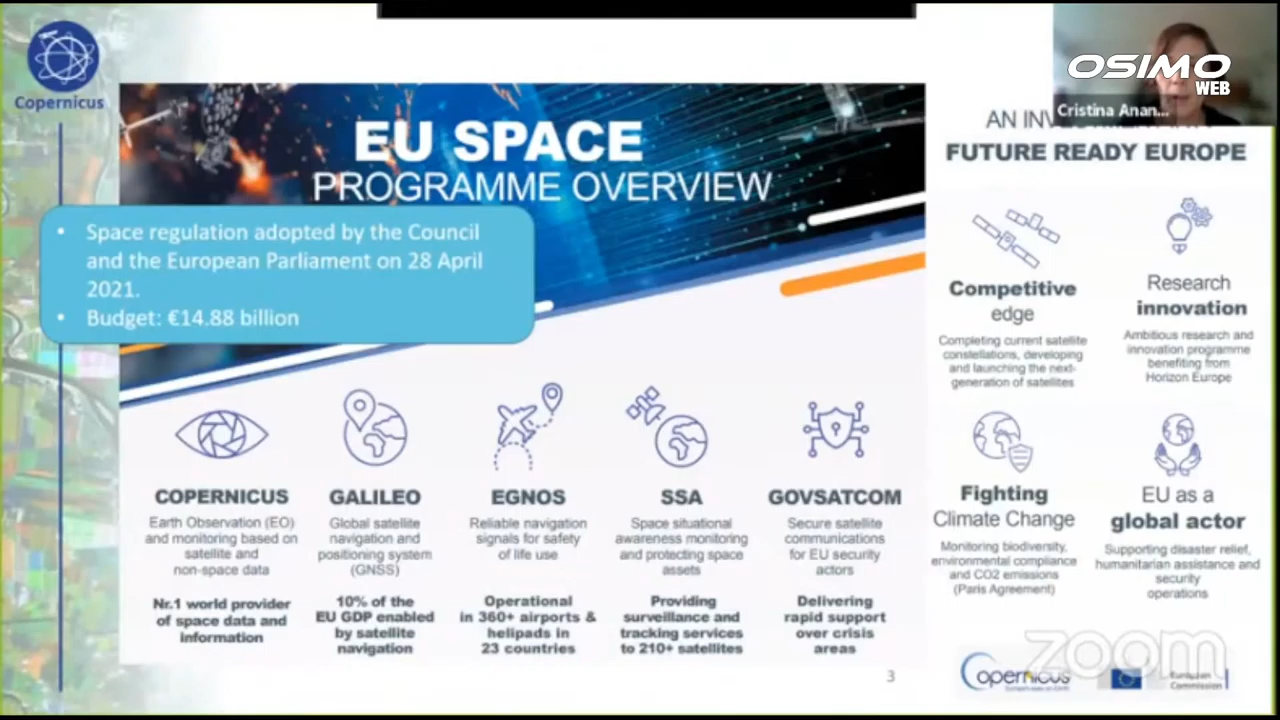 Copernicus
OSIMO
WEB
Cristina Anan...
EU SPACE
PROGRAMME OVERVIEW
• Space regulation adopted by the Council
and the European Parliament on 28 April
2021.
• Budget: €14.88 billion
COPERNICUS
Earth Observation (EO)
and monitoring based on
satellite and
non-space data
Nr.1 world provider
of space data and
information
GALILEO
Global satellite
navigation and
positioning system
(GNSS)
10% of the
EU GDP enabled
by satellite
navigation
EGNOS
Reliable navigation
signals for safety
of life use
Operational
in 360+ airports &
helipads in
23 countries
SSA
Space situational
awareness monitoring
and protecting space
assets
Providing
surveillance and
tracking services
to 210+ satellites
GOVSATCOM
Secure satellite
communications
for EU security
actors
Delivering
rapid support
over crisis
areas
AN
FUTURE READY EUROPE
Competitive
edge
Completing current satellite
constellations, developing
and launching the next-
generation of satellites
Research
innovation
Ambitious research and
innovation programme
benefiting from
Horizon Europe
Fighting
Climate Change
Monitoring biodiversity,
environmental compliance
and CO2 emissions
(Paris Agreement)
EU as a
global actor
Supporting disaster relief,
humanitarian assistance and
security
operations
3
zoom
Copernicus
Europe's eyes on Earth
European
Commission